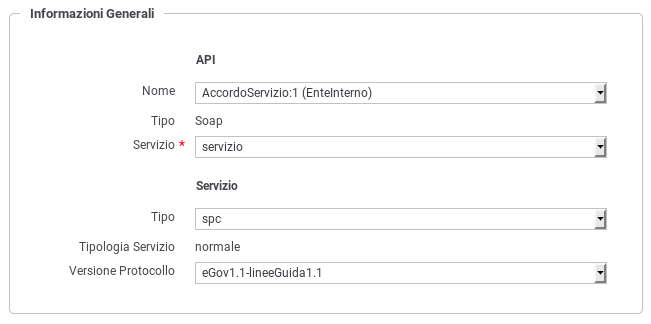 Informazioni Generali
API
Nome AccordoServizio:1 (EnteInterno)
Tipo Soap
Servizio * servizio
Servizio
Tipo spc
Tipologia Servizio normale
Versione Protocollo eGov1.1-lineeGuida1.1